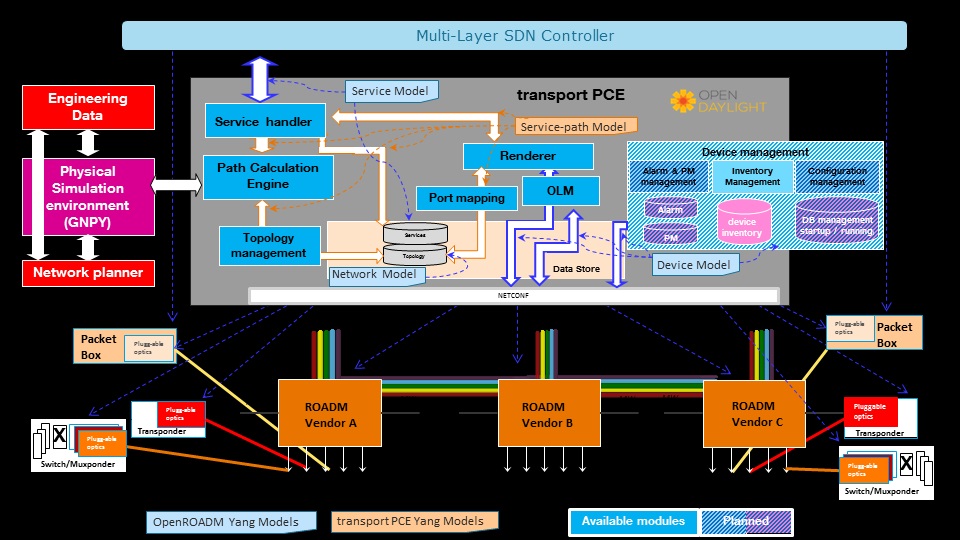 Multi-Layer SDN Controller
Service Model
transport PCE
OPEN
DAYLIGHT
Engineering
Data
Service handler
Service-path Model
Renderer
Device management
Physical
Simulation
environment
(GNPY)
Path Calculation
Engine
Port mapping
OLM
Alarm & PM
management
Inventory
Management
Configuration
management
Alarm
PM
device
inventory
DB management
startup / running.
Topology
management
Services
Topology
Network Model
Data Store
Device Model
Network planner
NETCONF
Packet
Box
Plugg-able
optics
Plugg-able
optics
Packet
Box
ROADM
Vendor A
ROADM
Vendor B
ROADM
Vendor C
Plugg-able
optics
Transponder
Pluggable
optics
Transponder
X
Plugg-able
optics
Switch/Muxponder
Plugg-able
optics
X
Switch/Muxponder
OpenROADM Yang Models
transport PCE Yang Models
Available modules
Planned